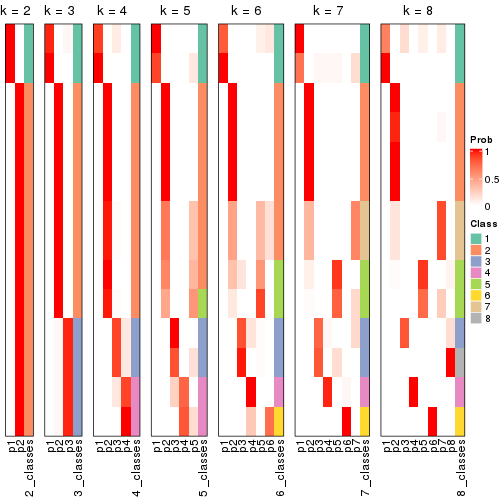 k = 2 k = 3 k = 4 k = 5 k = 6 k = 7 k = 8
Prob
1
0.5
0
Class
1
2
3
4
5
6
7
8
p1
p2
2_classes
p1
p2
p3
3_classes
p1
p2
p3
p4
4_classes
p1
p2
p3
p4
p5
5_classes
p1
p2
p3
p4
p5
p6
6_classes
p1
p2
p3
p4
p5
p6
p7
7_classes
p1
p2
p3
p4
p5
p6
p7
p8
8_classes